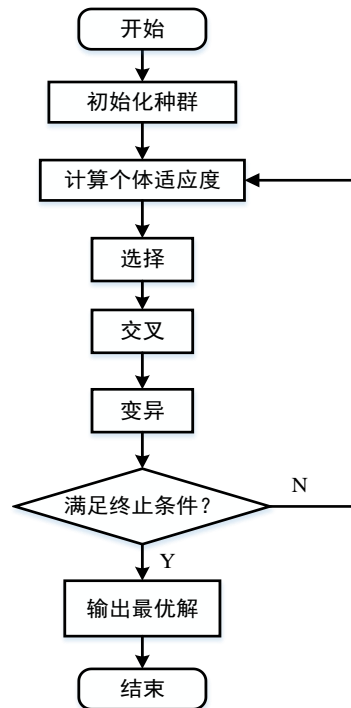 开始
初始化种群
计算个体适应度
选择
交叉
变异
满足终止条件？
N
Y
输出最优解
结束